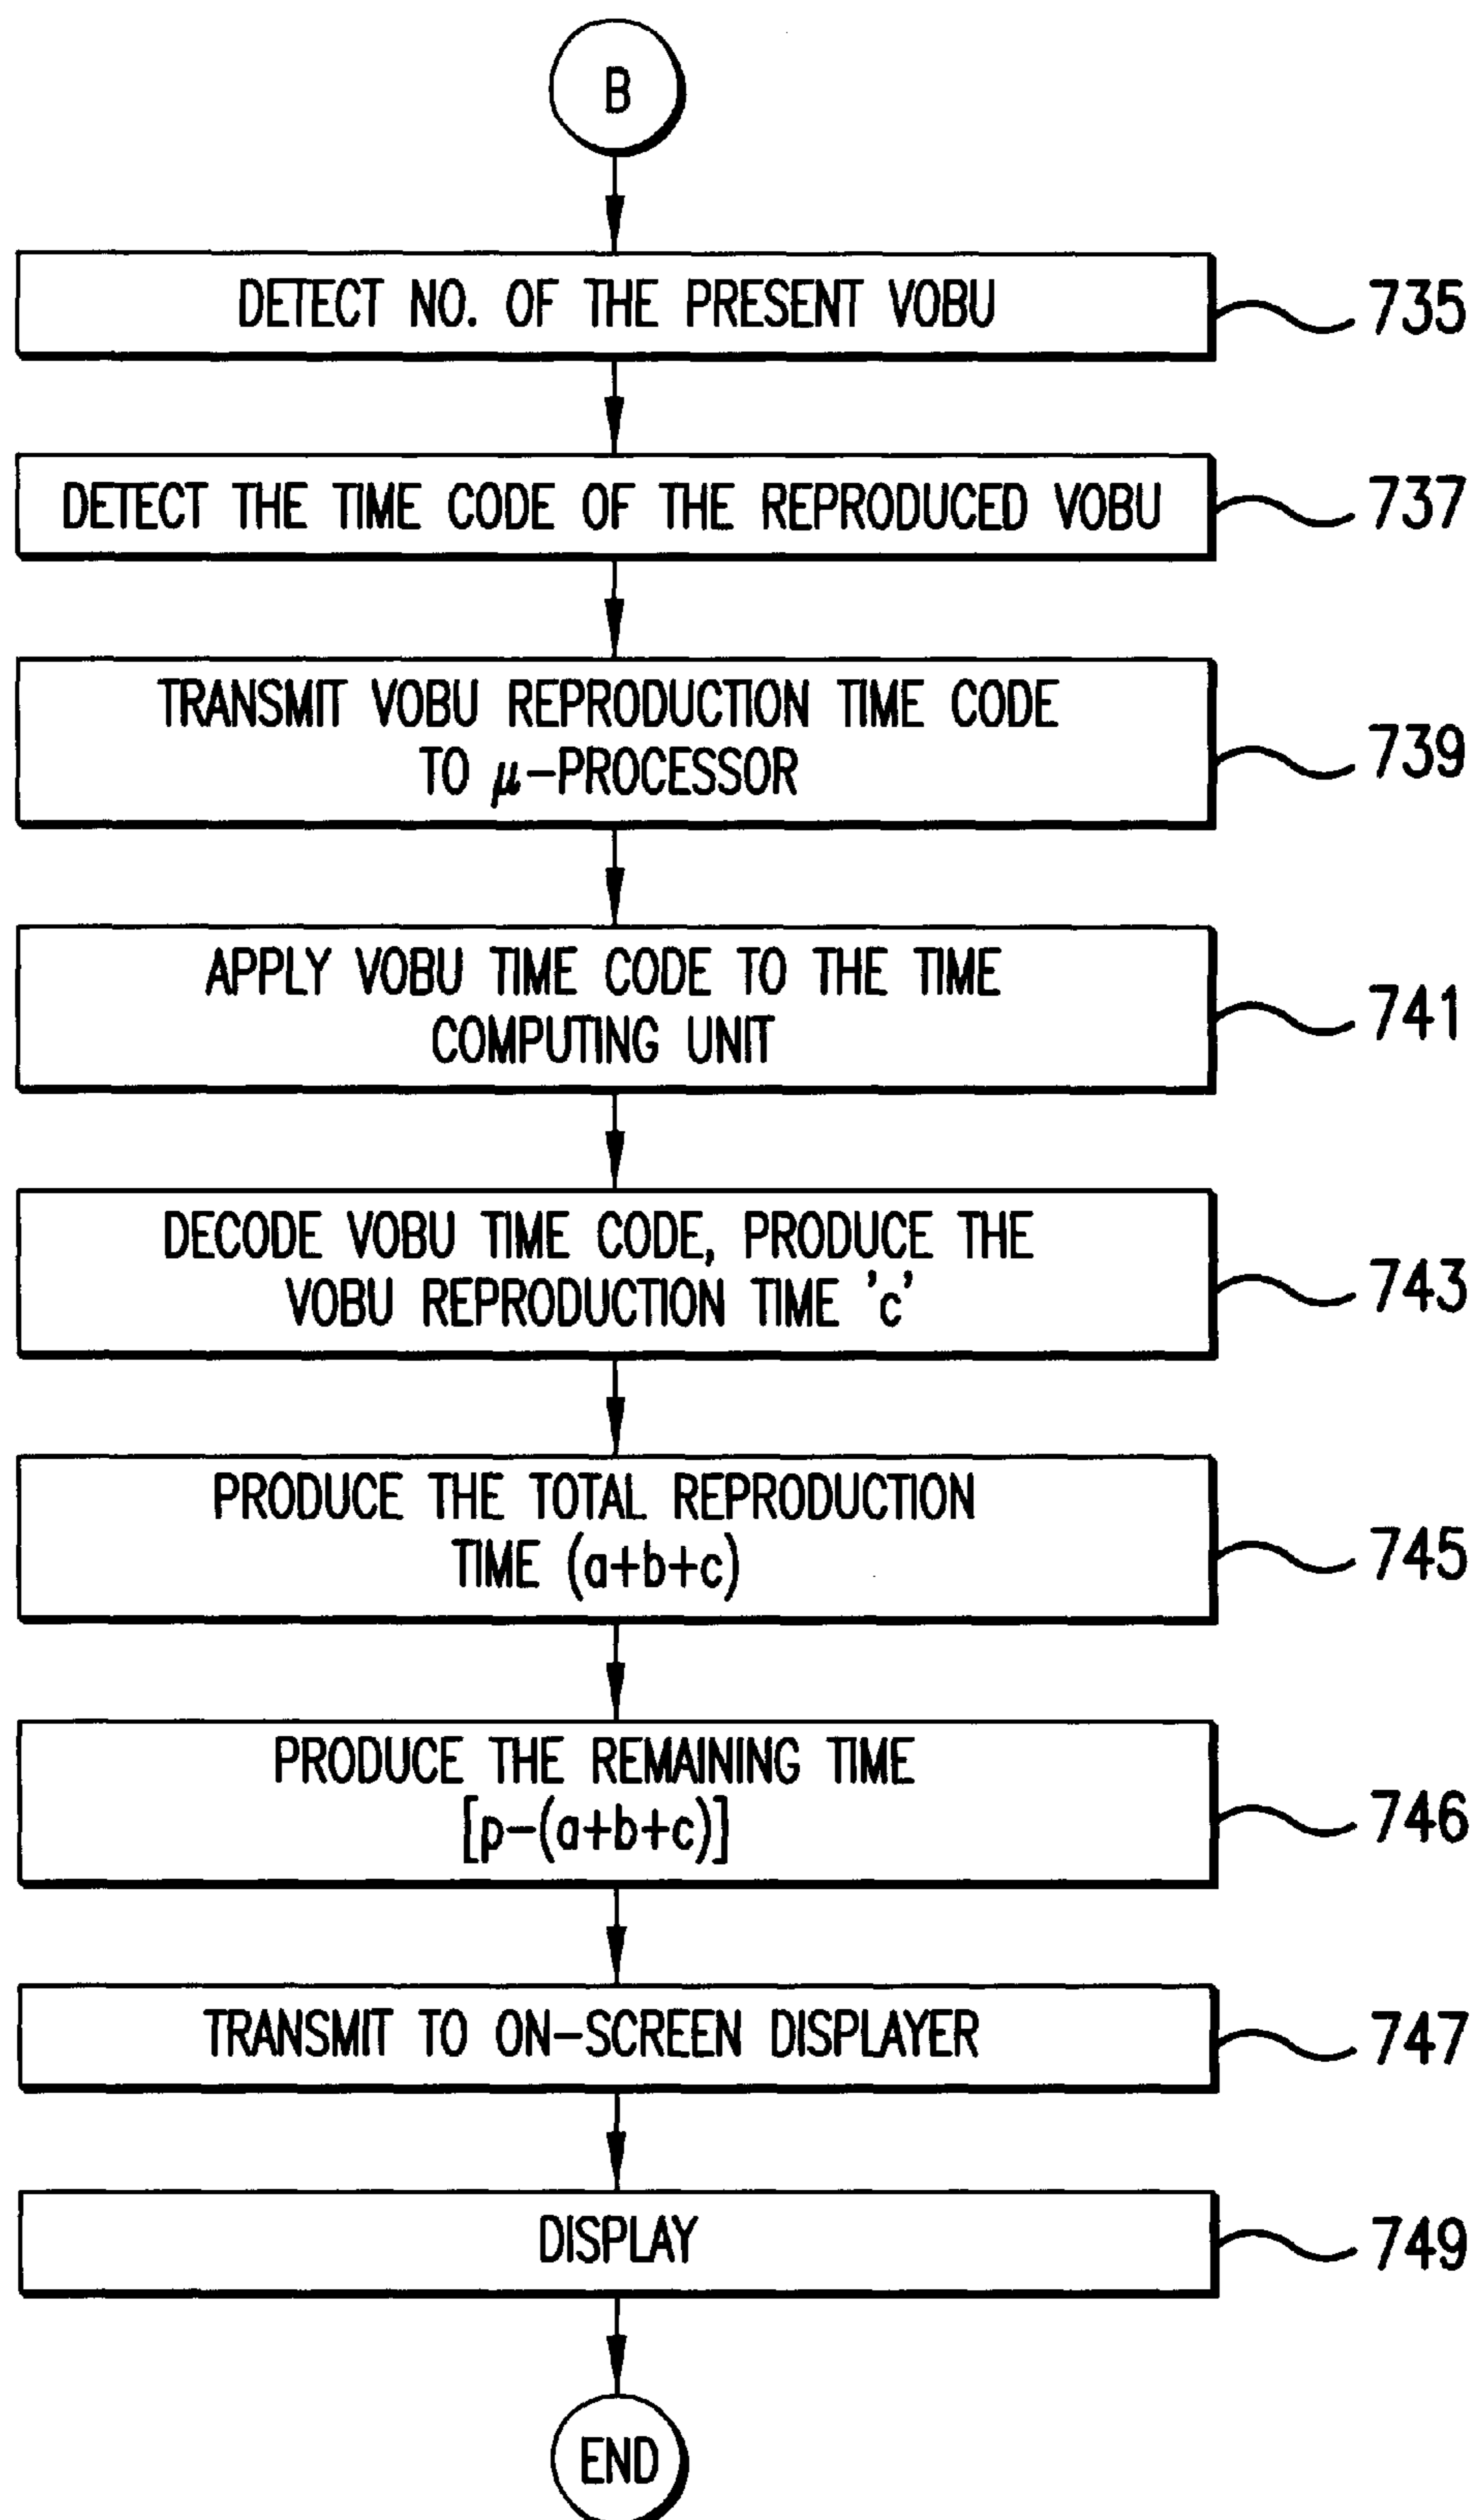 B
DETECT NO. OF THE PRESENT VOBU
735
DETECT THE TIME CODE OF THE REPRODUCED VOBU
737
TRANSMIT VOBU REPRODUCTION TIME CODE
TO μ-PROCESSOR
739
APPLY VOBU TIME CODE TO THE TIME
COMPUTING UNIT
741
DECODE VOBU TIME CODE, PRODUCE THE
VOBU REPRODUCTION TIME 'c'
743
PRODUCE THE TOTAL REPRODUCTION
TIME (a+b+c)
745
PRODUCE THE REMAINING TIME
[p-(a+b+c)]
746
TRANSMIT TO ON-SCREEN DISPLAYER
747
DISPLAY
749
END